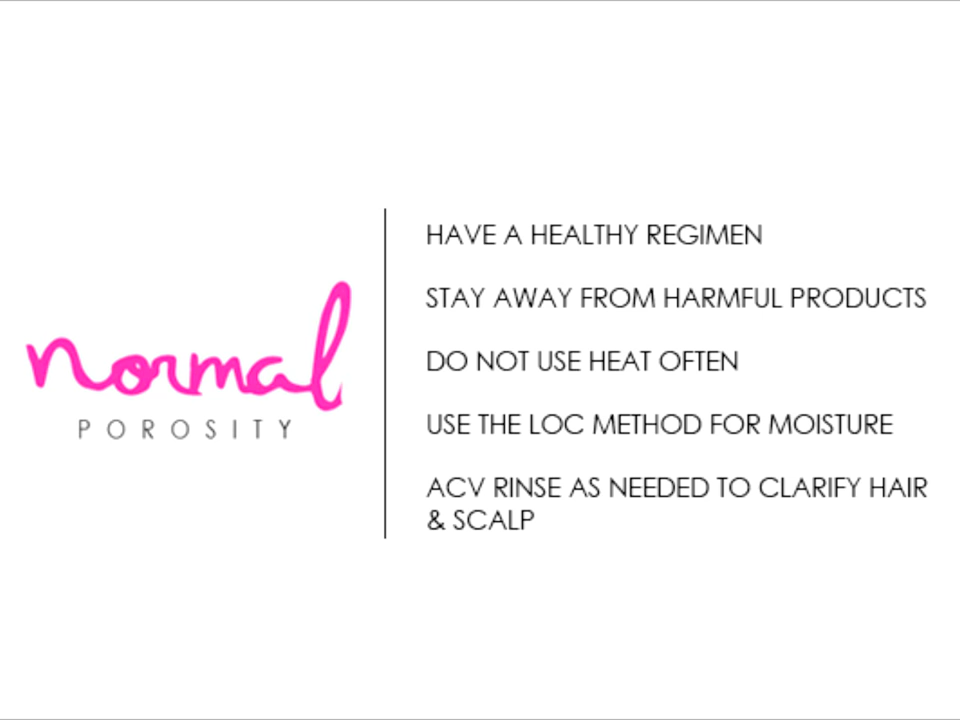 normal
POROSITY
HAVE A HEALTHY REGIMEN
STAY AWAY FROM HARMFUL PRODUCTS
DO NOT USE HEAT OFTEN
USE THE LOC METHOD FOR MOISTURE
ACV RINSE AS NEEDED TO CLARIFY HAIR
& SCALP